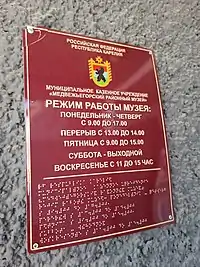 РОССИЙСКАЯ ФЕДЕРАЦИЯ
РЕСПУБЛИКА КАРЕЛИЯ
МУНИЦИПАЛЬНОЕ КАЗЕННОЕ УЧРЕЖДЕНИЕ
«МЕДВЕЖЬЕГОРСКИЙ РАЙОННЫЙ МУЗЕЙ»
РЕЖИМ РАБОТЫ МУЗЕЯ:
ПОНЕДЕЛЬНИК - ЧЕТВЕРГ
С 9.00 ДО 17.00
ПЕРЕРЫВ С 13.00 ДО 14.00
ПЯТНИЦА С 9.00 ДО 15.00
СУББОТА - ВЫХОДНОЙ
ВОСКРЕСЕНЬЕ С 11 ДО 15 ЧАС